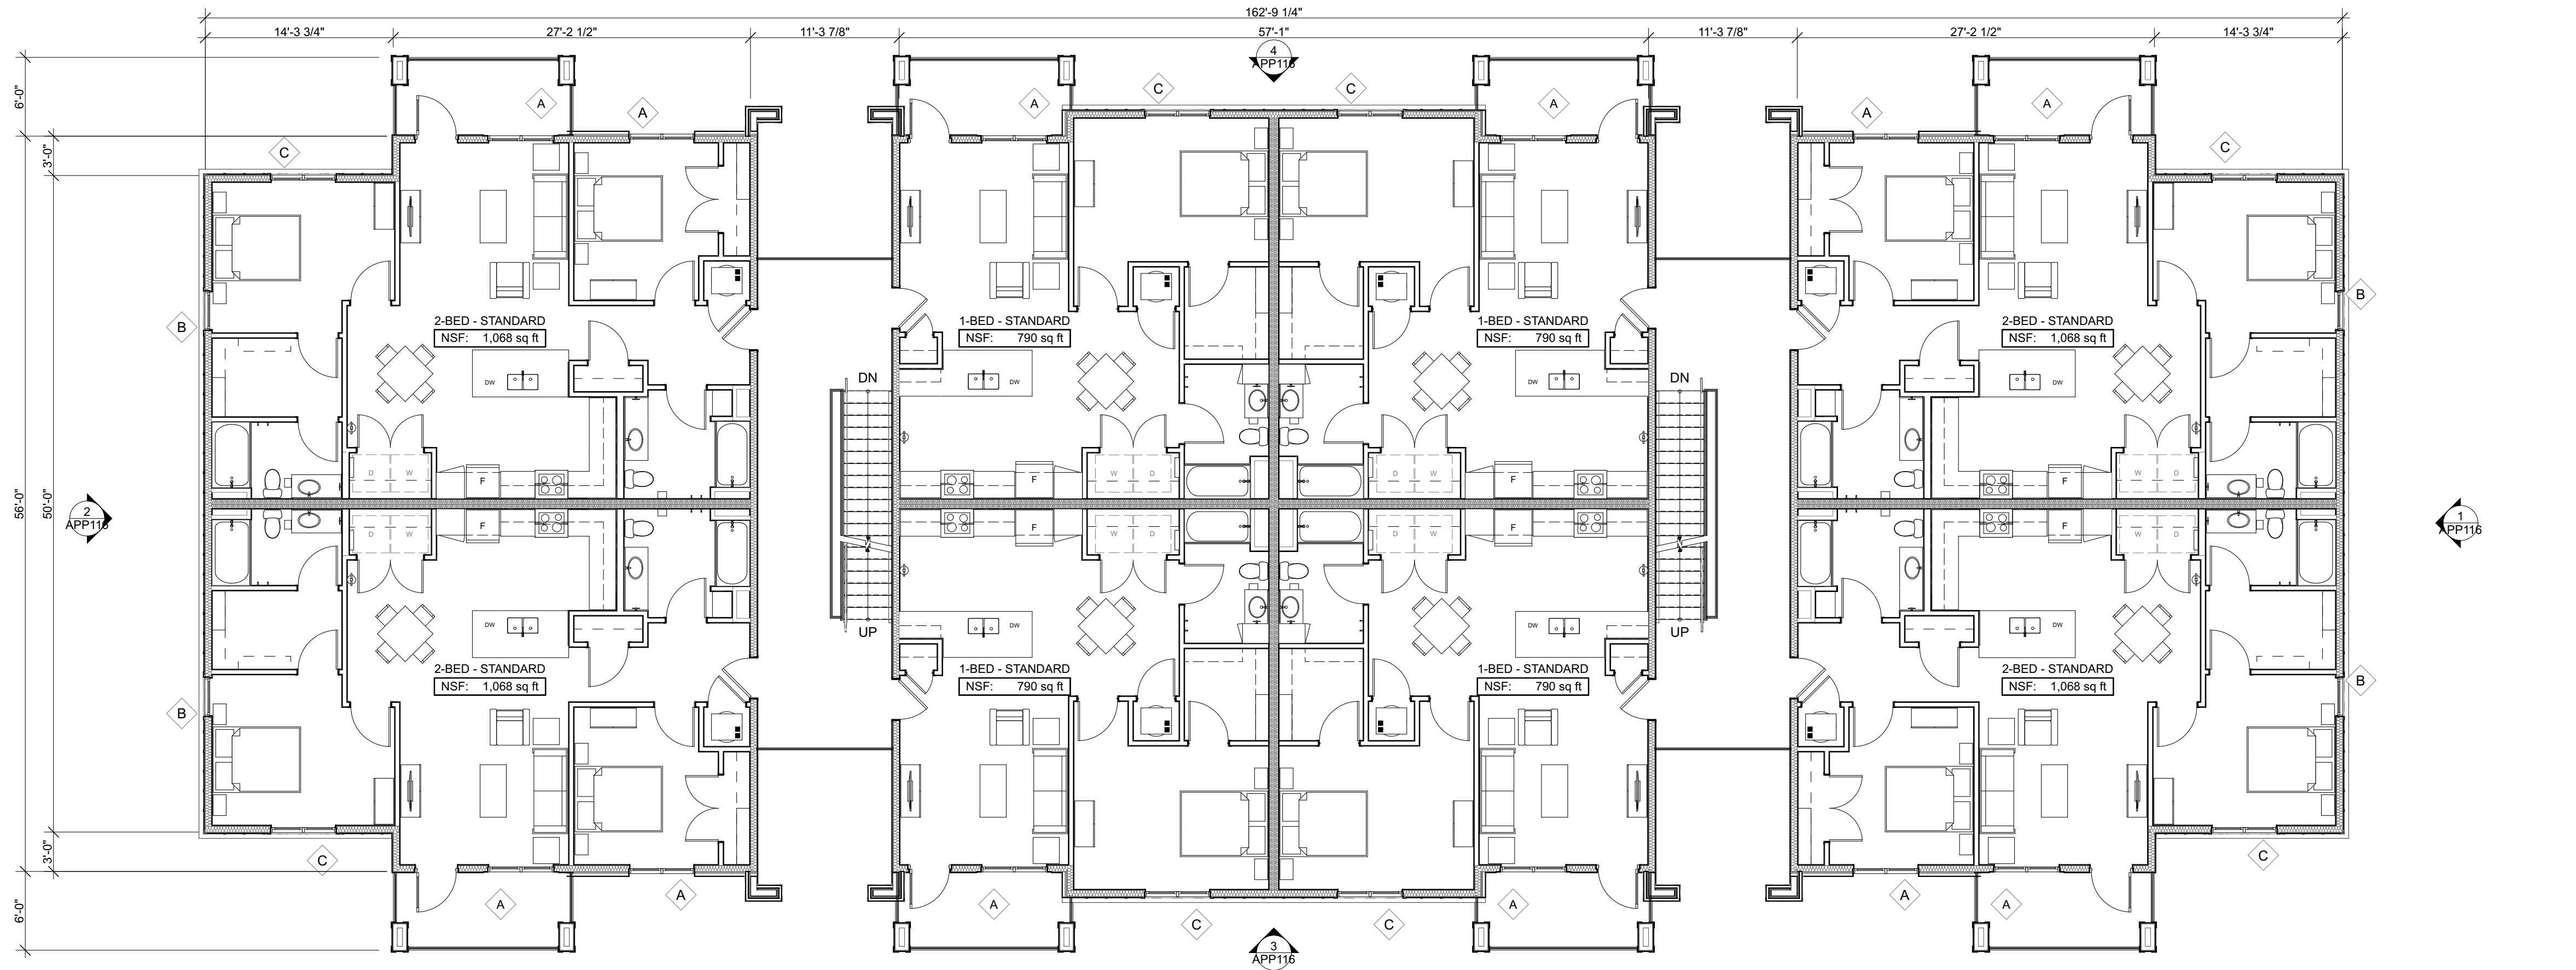 162'-9 1/4"
14'-3 3/4" 27'-2 1/2" 11'-3 7/8" 57'-1" 11'-3 7/8" 27'-2 1/2" 14'-3 3/4"
4
APP116
6'-0"
C C
A A A A A A
3'-0"
C C
B B
2-BED - STANDARD 1-BED - STANDARD 1-BED - STANDARD 2-BED - STANDARD
NSF: 1,068 sq ft NSF: 790 sq ft NSF: 790 sq ft NSF: 1,068 sq ft
DN DN
DW DW DW DW
D W F F W D D W F F W D
56'-0" 50'-0"
2
APP116
1
APP116
D W F F W D D W F F W D
DW DW DW DW
UP UP
2-BED - STANDARD 1-BED - STANDARD 1-BED - STANDARD 2-BED - STANDARD
NSF: 1,068 sq ft NSF: 790 sq ft NSF: 790 sq ft NSF: 1,068 sq ft
B B
3'-0"
C C
A A A A A A
6'-0"
C C
3
APP116